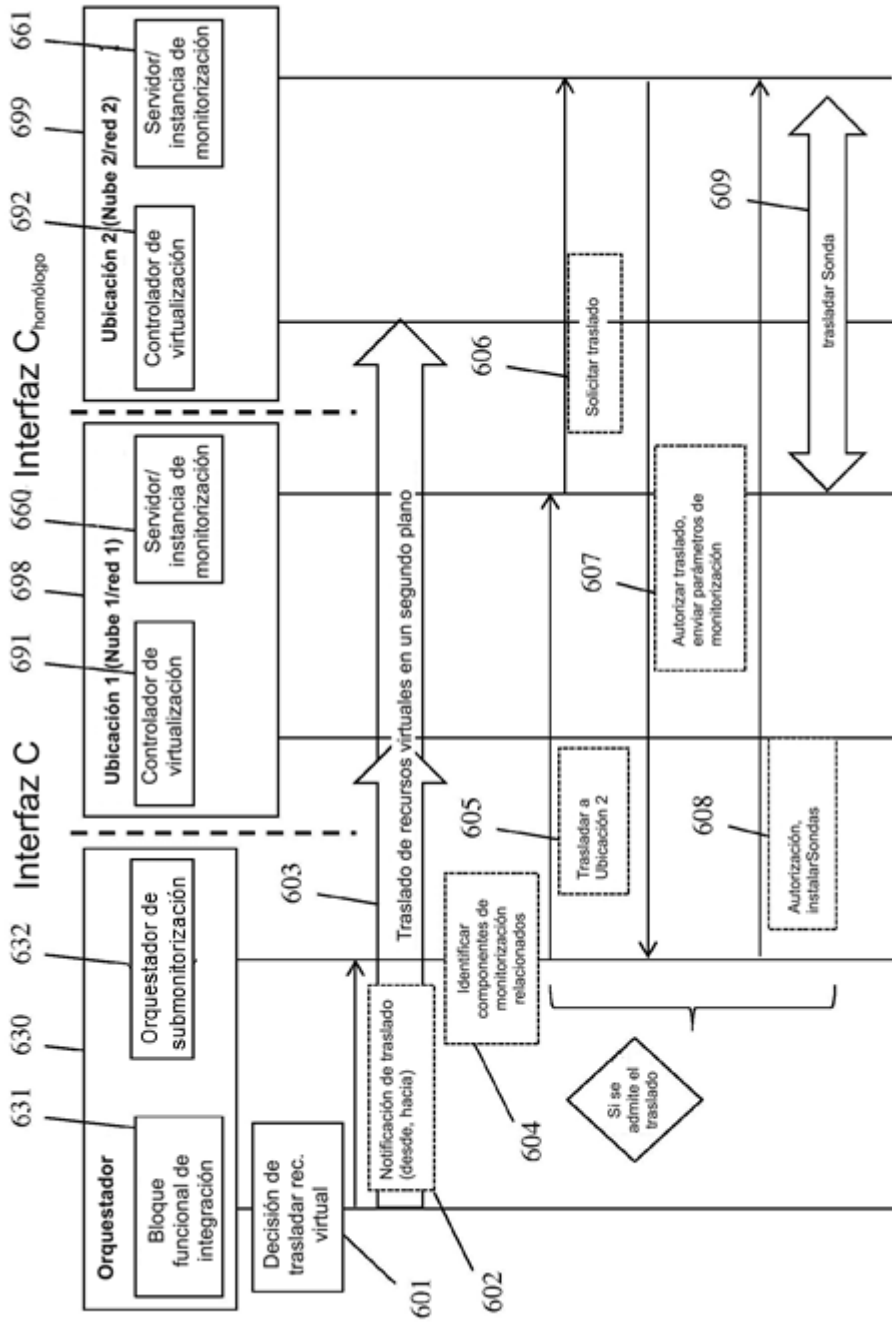 631
630
632
Interfaz C
691
698
660
Interfaz C homólogo
692
699
661
Orquestador
Bloque
funcional de
integración
Orquestador de
submonitorización
Ubicación 1 (Nube 1/red 1)
Controlador de
virtualización
Servidor/
instancia de
monitorización
Ubicación 2 (Nube 2/red 2)
Controlador de
virtualización
Servidor/
instancia de
monitorización
Decisión de
trasladar rec.
virtual
601
Notificación de traslado
(desde, hacia)
602
603
Traslado de recursos virtuales en un segundo plano
Identificar
componentes de
monitorización
relacionados
604
605
Trasladar a
Ubicación 2
606
Solicitar traslado
607
Autorizar traslado,
enviar parámetros de
monitorización
Si se
admite el
traslado
608
Autorización,
instalarSondas
609
trasladar Sonda